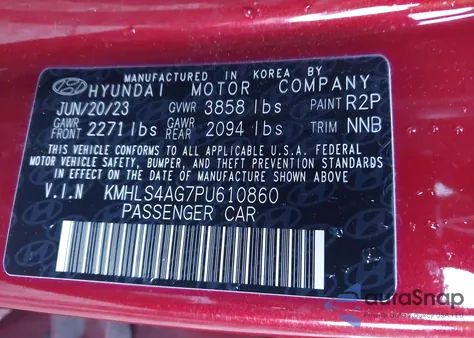 MANUFACTURED IN KOREA BY
HYUNDAI MOTOR COMPANY
JUN/20/23 GVWR 3858 lbs PAINT R2P
GAWR FRONT 2271 lbs GAWR REAR 2094 lbs TRIM NNB
THIS VEHICLE CONFORMS TO ALL APPLICABLE U.S.A. FEDERAL
MOTOR VEHICLE SAFETY, BUMPER, AND THEFT PREVENTION
STANDARDS IN EFFECT ON THE DATE OF MANUFACTURE SHOWN ABOVE.
V.I.N KMHLS4AG7PU610860
PASSENGER CAR
auraSnap